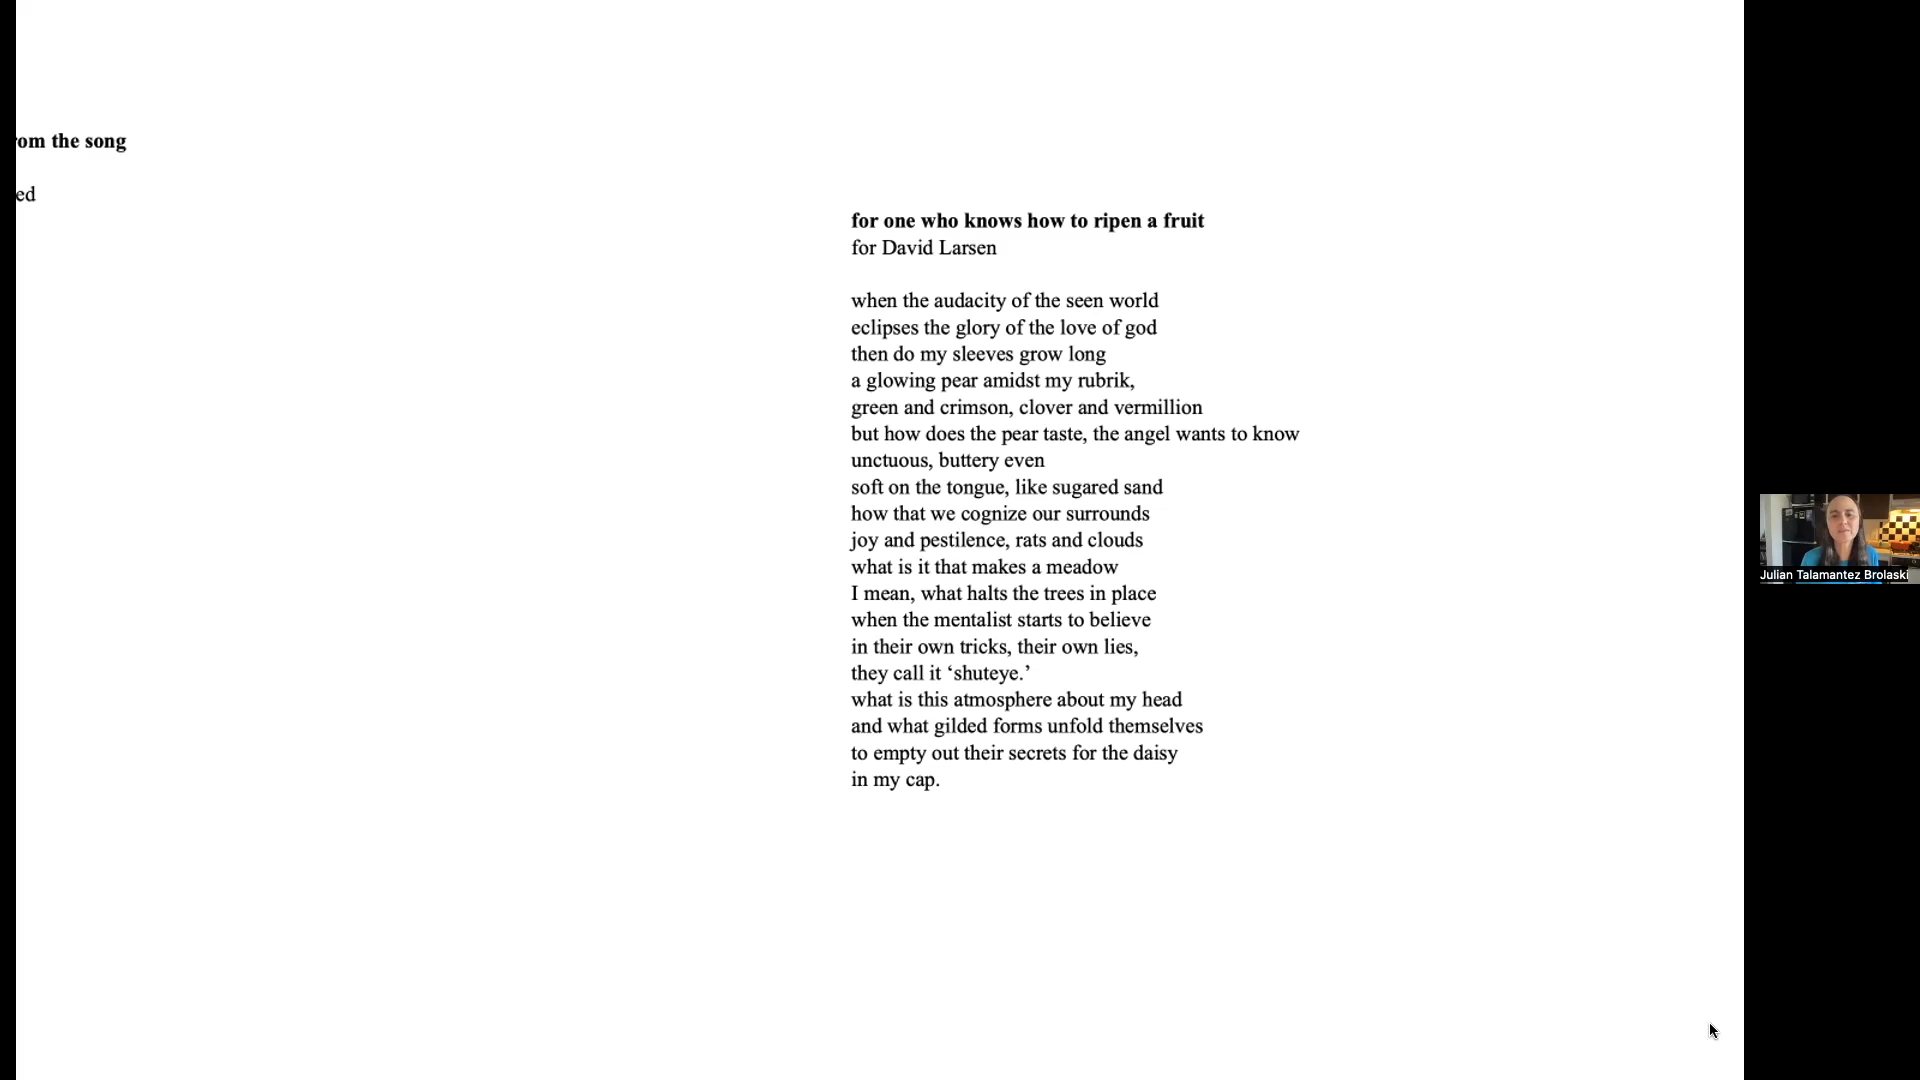 rom the song
ed
for one who knows how to ripen a fruit
for David Larsen
when the audacity of the seen world
eclipses the glory of the love of god
then do my sleeves grow long
a glowing pear amidst my rubrik,
green and crimson, clover and vermillion
but how does the pear taste, the angel wants to know
unctuous, buttery even
soft on the tongue, like sugared sand
how that we cognize our surrounds
joy and pestilence, rats and clouds
what is it that makes a meadow
I mean, what halts the trees in place
when the mentalist starts to believe
in their own tricks, their own lies,
they call it ‘shuteye.’
what is this atmosphere about my head
and what gilded forms unfold themselves
to empty out their secrets for the daisy
in my cap.
Julian Talamantez Brolaski